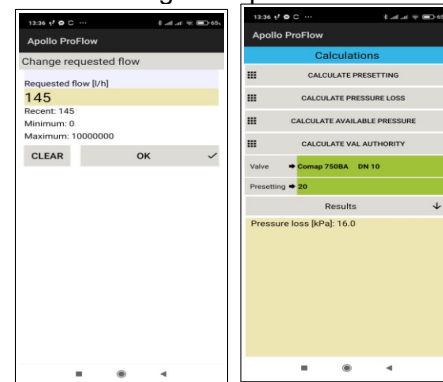 13:36
65%
Apollo ProFlow
Change requested flow
Requested flow [l/h]
145
Recent: 145
Minimum: 0
Maximum: 10000000
CLEAR OK
13:36
Apollo ProFlow
Calculations
CALCULATE PRESETTING
CALCULATE PRESSURE LOSS
CALCULATE AVAILABLE PRESSURE
CALCULATE VAL AUTHORITY
Valve Comap 750BA DN 10
Presetting 20
Results
Pressure loss [kPa]: 16.0